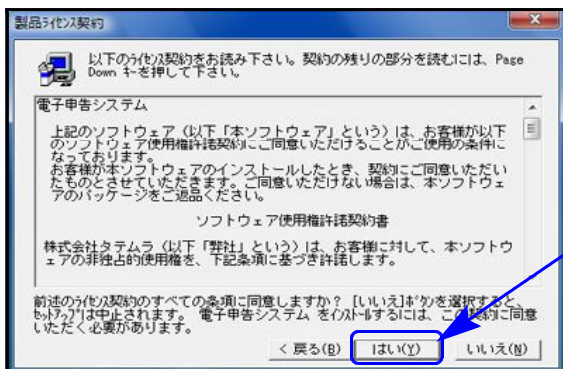 製品ライセンス契約
以下のライセンス契約をお読み下さい。契約の残りの部分を読むには、Page
Down キーを押して下さい。
電子申告システム
上記のソフトウェア（以下「本ソフトウェア」という）は、お客様が以下
のソフトウェア使用権許諾契約にご同意いただけることがご使用の条件に
なっております。
お客様が本ソフトウェアのインストールしたとき、契約にご同意いただい
たものとさせていただきます。ご同意いただけない場合は、本ソフトウェ
アのパッケージをご返品ください。
ソフトウェア使用権許諾契約書
株式会社タテムラ（以下「弊社」という）は、お客様に対して、本ソフトウ
ェアの非独占的使用権を、下記条項に基づき許諾します。
前述のライセンス契約のすべての条項に同意しますか？［いいえ］ボタンを選択すると、
セットアップは中止されます。 電子申告システム をインストールするには、この契約に同意
いただく必要があります。
< 戻る(B)
はい(Y)
いいえ(N)